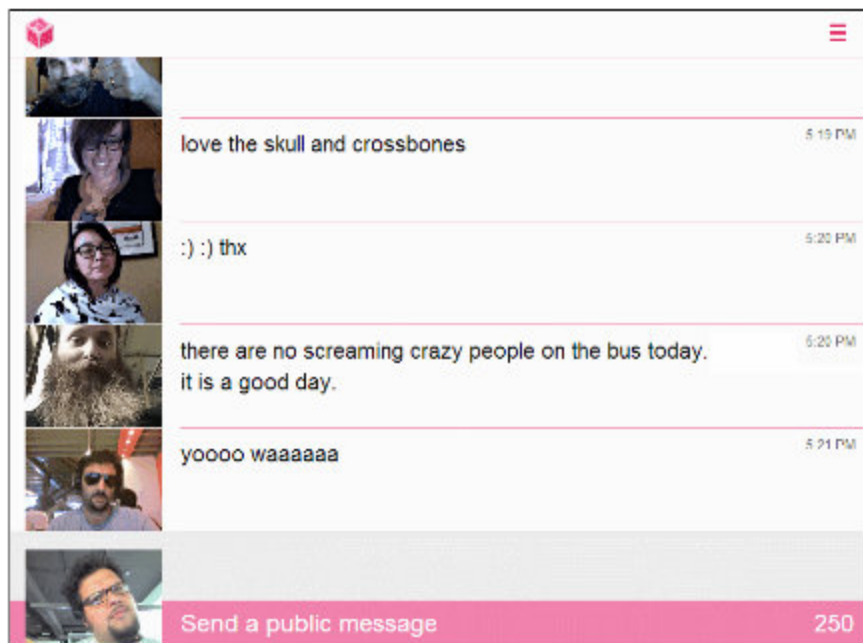 love the skull and crossbones
5:19 PM
:) :) thx
5:20 PM
there are no screaming crazy people on the bus today.
5:20 PM
it is a good day.
yoooo waaaaaa
5:21 PM
Send a public message
250